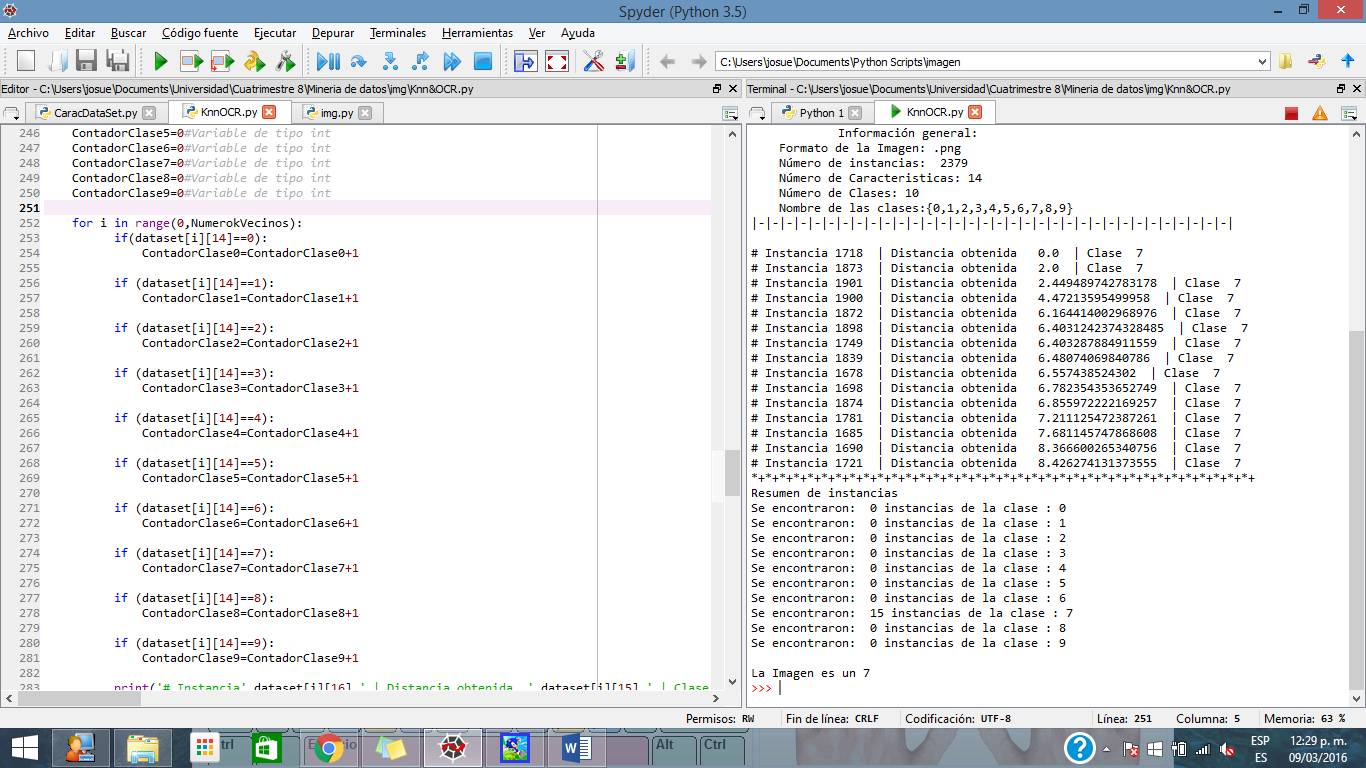 Spyder (Python 3.5)
Archivo Editar Buscar Código fuente Ejecutar Depurar Terminales Herramientas Ver Ayuda
C:\Users\josue\Documents\Python Scripts\imagen
Editor - C:\Users\josue\Documents\Universidad\Cuatrimestre 8\Mineria de datos\img\Knn&OCR.py
CaracDataSet.py KnnOCR.py img.py
246 ContadorClase5=0#Variable de tipo int
247 ContadorClase6=0#Variable de tipo int
248 ContadorClase7=0#Variable de tipo int
249 ContadorClase8=0#Variable de tipo int
250 ContadorClase9=0#Variable de tipo int
251
252 for i in range(0,NumerokVecinos):
253 if(dataset[i][14]==0):
254 ContadorClase0=ContadorClase0+1
255
256 if (dataset[i][14]==1):
257 ContadorClase1=ContadorClase1+1
258
259 if (dataset[i][14]==2):
260 ContadorClase2=ContadorClase2+1
261
262 if (dataset[i][14]==3):
263 ContadorClase3=ContadorClase3+1
264
265 if (dataset[i][14]==4):
266 ContadorClase4=ContadorClase4+1
267
268 if (dataset[i][14]==5):
269 ContadorClase5=ContadorClase5+1
270
271 if (dataset[i][14]==6):
272 ContadorClase6=ContadorClase6+1
273
274 if (dataset[i][14]==7):
275 ContadorClase7=ContadorClase7+1
276
277 if (dataset[i][14]==8):
278 ContadorClase8=ContadorClase8+1
279
280 if (dataset[i][14]==9):
281 ContadorClase9=ContadorClase9+1
282
283 print('# Instancia',dataset[i][16],' | Distancia obtenida ',dataset[i][15],' | Clase
Terminal - C:\Users\josue\Documents\Universidad\Cuatrimestre 8\Mineria de datos\img\Knn&OCR.py
Python 1 KnnOCR.py
Información general:
Formato de la Imagen: .png
Número de instancias: 2379
Número de Caracteristicas: 14
Número de Clases: 10
Nombre de las clases:{0,1,2,3,4,5,6,7,8,9}
|-|-|-|-|-|-|-|-|-|-|-|-|-|-|-|-|-|-|-|-|-|-|-|-|-|-|-|-|-|-|-|-|-|-|
# Instancia 1718 | Distancia obtenida 0.0 | Clase 7
# Instancia 1873 | Distancia obtenida 2.0 | Clase 7
# Instancia 1901 | Distancia obtenida 2.449489742783178 | Clase 7
# Instancia 1900 | Distancia obtenida 4.47213595499958 | Clase 7
# Instancia 1872 | Distancia obtenida 6.164414002968976 | Clase 7
# Instancia 1898 | Distancia obtenida 6.4031242374328485 | Clase 7
# Instancia 1749 | Distancia obtenida 6.403287884911559 | Clase 7
# Instancia 1839 | Distancia obtenida 6.48074069840786 | Clase 7
# Instancia 1678 | Distancia obtenida 6.557438524302 | Clase 7
# Instancia 1698 | Distancia obtenida 6.782354353652749 | Clase 7
# Instancia 1874 | Distancia obtenida 6.855972222169257 | Clase 7
# Instancia 1781 | Distancia obtenida 7.211125472387261 | Clase 7
# Instancia 1685 | Distancia obtenida 7.681145747868608 | Clase 7
# Instancia 1690 | Distancia obtenida 8.366600265340756 | Clase 7
# Instancia 1721 | Distancia obtenida 8.426274131373555 | Clase 7
*+*+*+*+*+*+*+*+*+*+*+*+*+*+*+*+*+*+*+*+*+*+*+*+*+*+*+*+*+*+*+*+*+*+*+*+
Resumen de instancias
Se encontraron: 0 instancias de la clase : 0
Se encontraron: 0 instancias de la clase : 1
Se encontraron: 0 instancias de la clase : 2
Se encontraron: 0 instancias de la clase : 3
Se encontraron: 0 instancias de la clase : 4
Se encontraron: 0 instancias de la clase : 5
Se encontraron: 0 instancias de la clase : 6
Se encontraron: 15 instancias de la clase : 7
Se encontraron: 0 instancias de la clase : 8
Se encontraron: 0 instancias de la clase : 9
La Imagen es un 7
>>>
Permisos: RW Fin de línea: CRLF Codificación: UTF-8 Línea: 251 Columna: 5 Memoria: 63 %
Alt Ctrl
ESP 12:29 p. m.
ES 09/03/2016